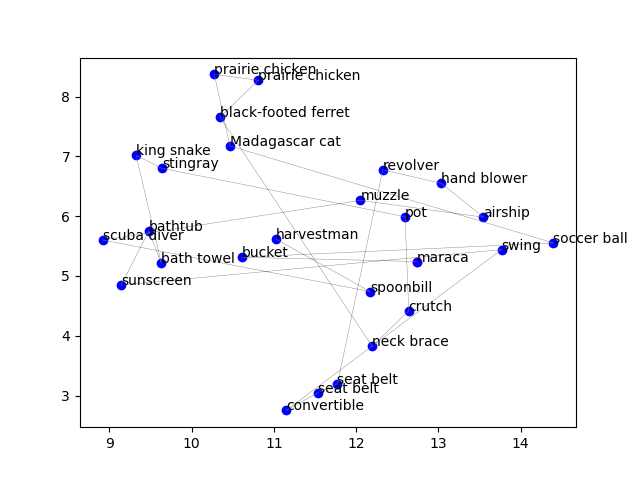 prairie chicken
prairie chicken
black-footed ferret
Madagascar cat
king snake
stingray
revolver
hand blower
muzzle
pot
airship
bathtub
scuba diver
harvestman
soccer ball
swing
bucket
bath towel
maraca
sunscreen
spoonbill
crutch
neck brace
seat belt
seat belt
convertible
8
7
6
5
4
3
9
10
11
12
13
14